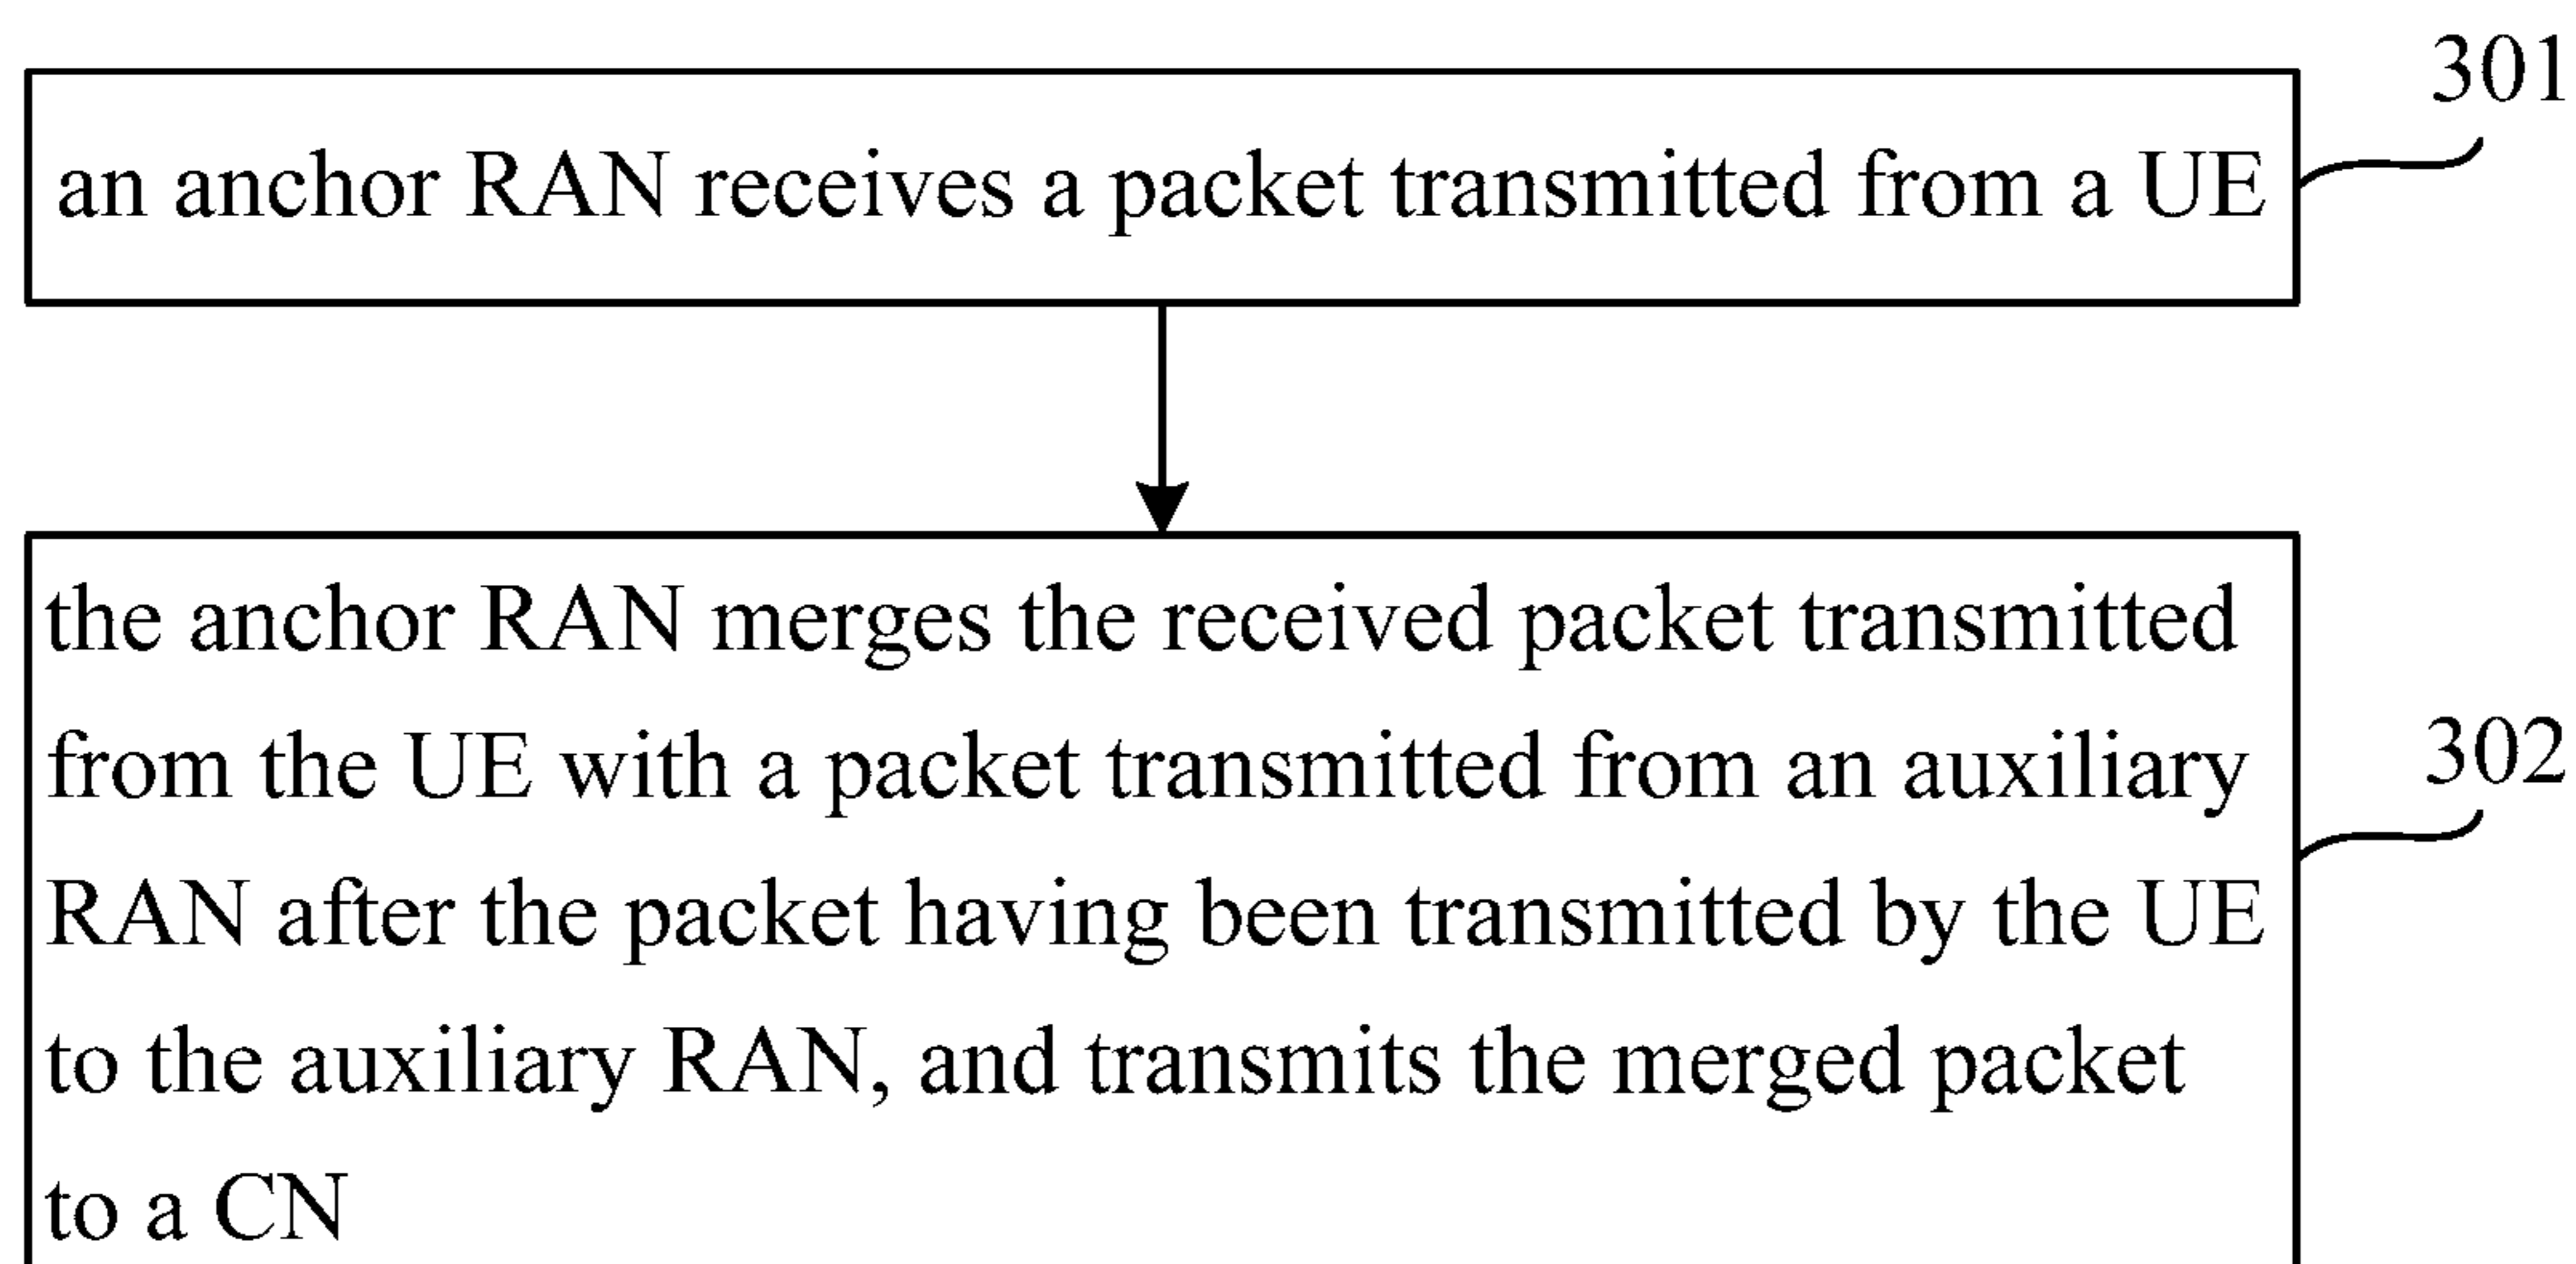 301
an anchor RAN receives a packet transmitted from a UE
the anchor RAN merges the received packet transmitted
from the UE with a packet transmitted from an auxiliary
302
RAN after the packet having been transmitted by the UE
to the auxiliary RAN, and transmits the merged packet
to a CN